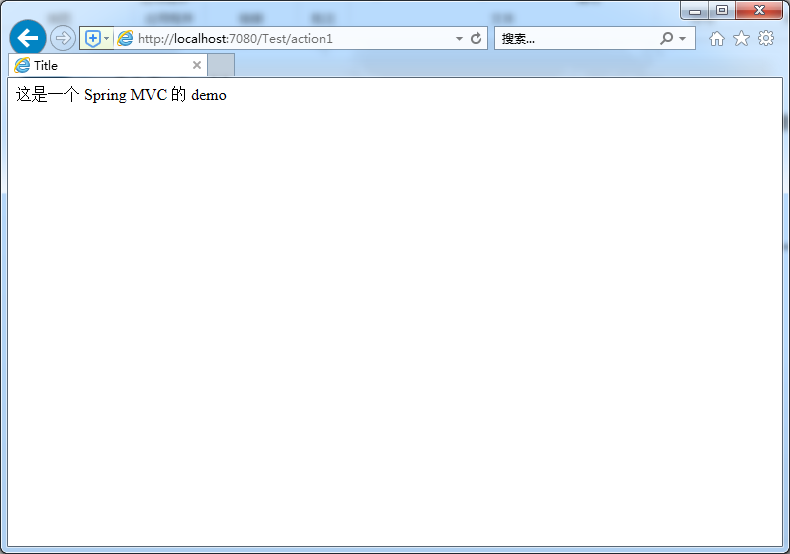 http://localhost:7080/Test/action1
搜索...
Title
这是一个 Spring MVC 的 demo